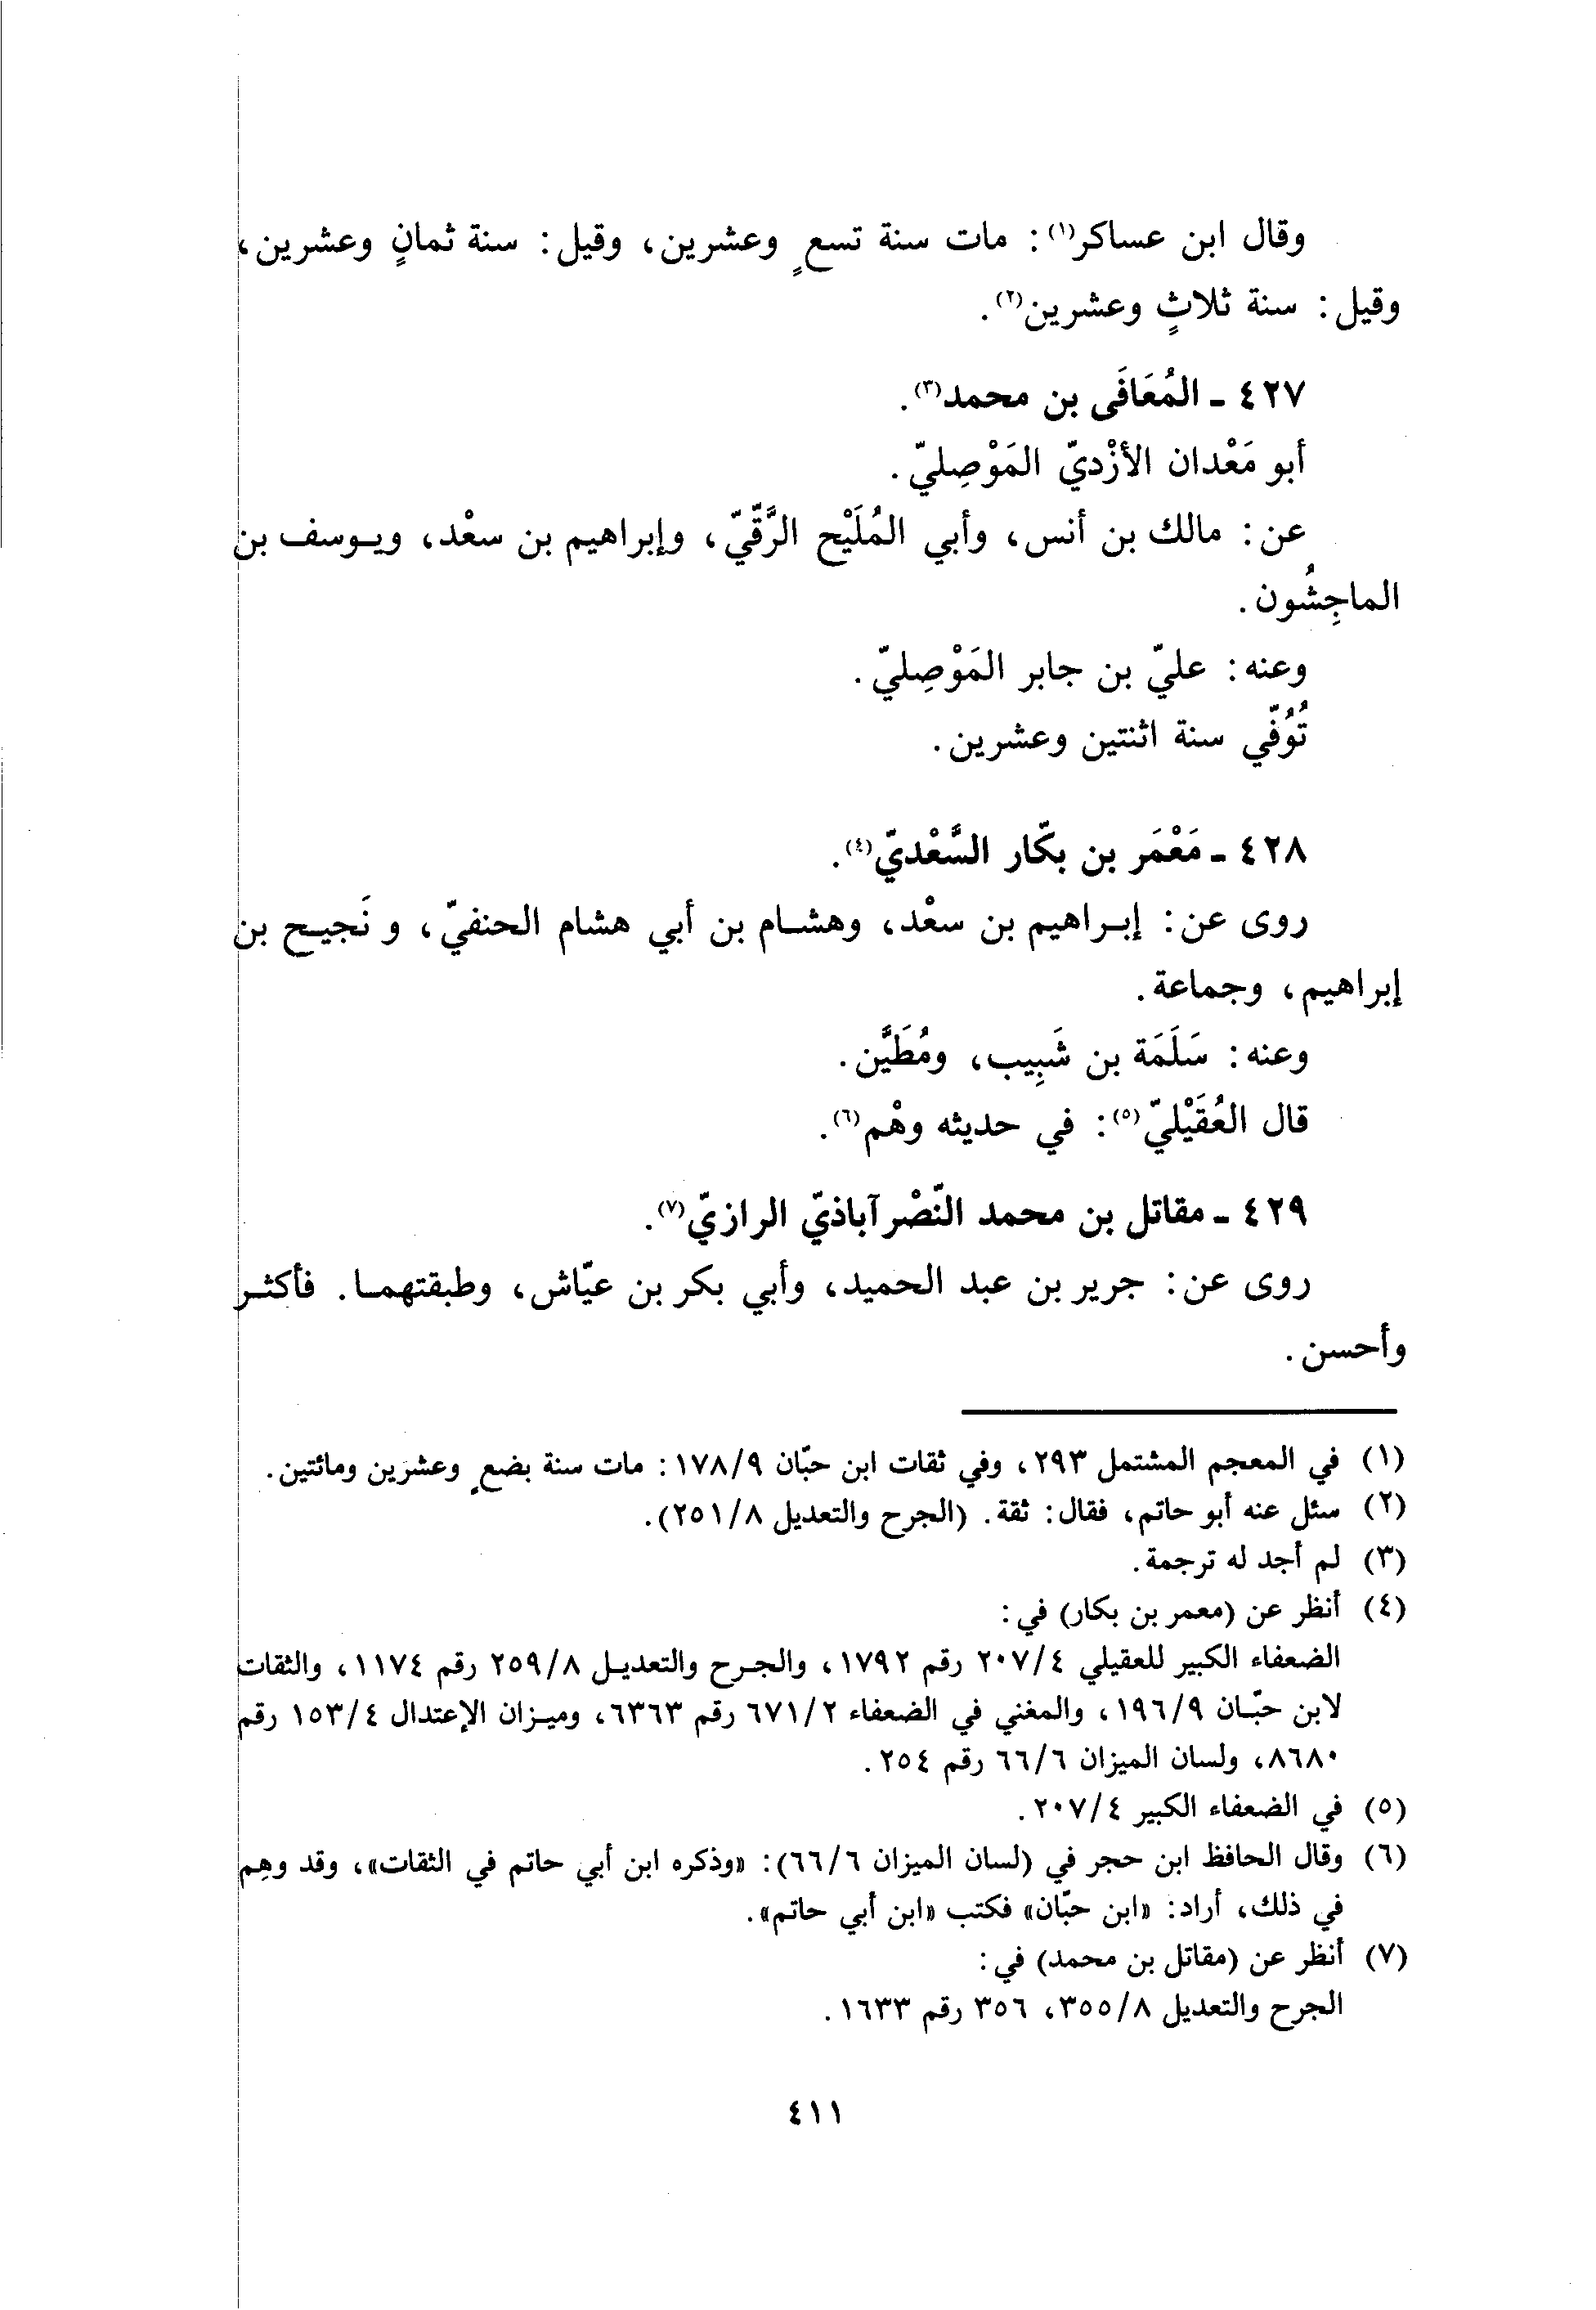 وقال ابن عساكر(١): مات سنة تسعٍ وعشرين، وقيل: سنة ثمانٍ وعشرين،
وقيل: سنة ثلاثٍ وعشرين(٢).
٤٢٧ - المُعَافَى بن محمد(٣).
أبو مَعْدان الأزْديّ المَوْصِليّ.
عن: مالك بن أنس، وأبي المُلَيْح الرَّقّيّ، وإبراهيم بن سعْد، ويوسف بن
الماجِشُون.
وعنه: عليّ بن جابر المَوْصِليّ.
تُوُفّي سنة اثنتين وعشرين.
٤٢٨ - مَعْمَر بن بكّار السَّعْديّ(٤).
روى عن: إبراهيم بن سعْد، وهشام بن أبي هشام الحنفيّ، و نَجيح بن
إبراهيم، وجماعة.
وعنه: سَلَمَة بن شَبِيب، ومُطَيَّن.
قال العُقَيْليّ(٥): في حديثه وهْم(٦).
٤٢٩ - مقاتل بن محمد النّصْرآباذيّ الرازيّ(٧).
روى عن: جرير بن عبد الحميد، وأبي بكر بن عيّاش، وطبقتهما. فأكثر
وأحسن.
(١) في المعجم المشتمل ٢٩٣، وفي ثقات ابن حبّان ١٧٨/٩: مات سنة بضعٍ وعشرين ومائتين.
(٢) سئل عنه أبو حاتم، فقال: ثقة. (الجرح والتعديل ٢٥١/٨).
(٣) لم أجد له ترجمة.
(٤) أنظر عن (معمر بن بكار) في:
الضعفاء الكبير للعقيلي ٢٠٧/٤ رقم ١٧٩٢، والجرح والتعديل ٢٥٩/٨ رقم ١١٧٤، والثقات
لابن حبّان ١٩٦/٩، والمغني في الضعفاء ٦٧١/٢ رقم ٦٣٦٣، وميزان الإعتدال ١٥٣/٤ رقم
٨٦٨٠، ولسان الميزان ٦٦/٦ رقم ٢٥٤.
(٥) في الضعفاء الكبير ٢٠٧/٤.
(٦) وقال الحافظ ابن حجر في (لسان الميزان ٦٦/٦): «وذكره ابن أبي حاتم في الثقات»، وقد وهِم
في ذلك، أراد: «ابن حبّان» فكتب «ابن أبي حاتم».
(٧) أنظر عن (مقاتل بن محمد) في:
الجرح والتعديل ٣٥٥/٨، ٣٥٦ رقم ١٦٣٣.
٤١١